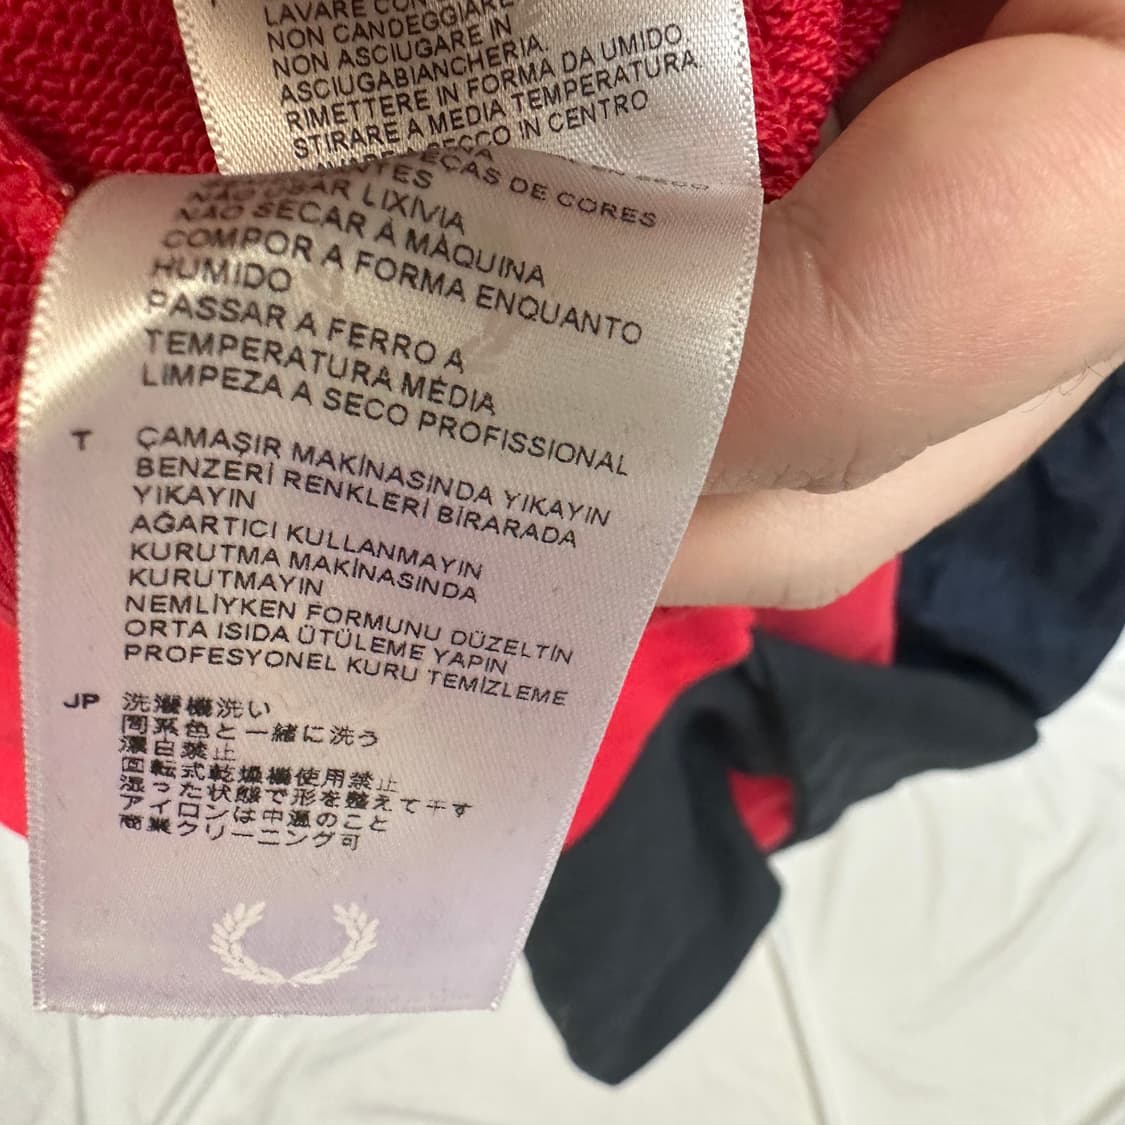 LAVARE CON
NON CANDEGGIARE
NON ASCIUGARE IN
ASCIUGABIANCHERIA.
RIMETTERE IN FORMA DA UMIDO.
STIRARE A MEDIA TEMPERATURA.
SECCO IN CENTRO
SECO
PEÇAS DE CORES
NÃO USAR LIXIVIA
NÃO SECAR À MÁQUINA
COMPOR A FORMA ENQUANTO
HUMIDO
PASSAR A FERRO A
TEMPERATURA MÉDIA
LIMPEZA A SECO PROFISSIONAL
T ÇAMAŞIR MAKİNASINDA YIKAYIN
BENZERİ RENKLERİ BİRARADA
YIKAYIN
AĞARTICI KULLANMAYIN
KURUTMA MAKİNASINDA
KURUTMAYIN
NEMLİYKEN FORMUNU DÜZELTİN
ORTA ISIDA ÜTÜLEME YAPIN
PROFESYONEL KURU TEMİZLEME
JP 洗濯機洗い
同系色と一緒に洗う
漂白禁止
回転式乾燥機使用禁止
湿った状態で形を整えて干す
アイロンは中温のこと
商業クリーニング可